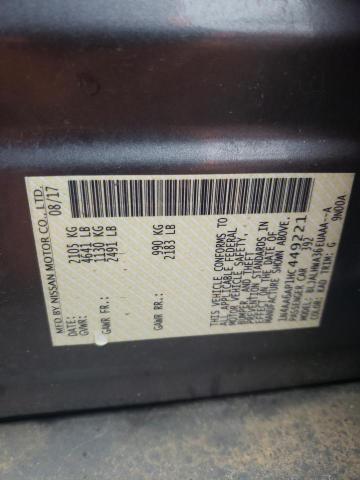 MFD BY NISSAN MOTOR CO., LTD.
08/17
GVWR: 2105 KG
4641 LB
GAWR FR: 1130 KG
2491 LB
GAWR RR: 990 KG
2183 LB
THIS VEHICLE CONFORMS TO
ALL APPLICABLE FEDERAL
MOTOR VEHICLE SAFETY,
BUMPER, AND THEFT
PREVENTION STANDARDS IN
EFFECT ON THE DATE OF
MANUFACTURE SHOWN ABOVE.
1N4AA6AP1HC 449221
PASSENGER CAR 392
COLOR: KAD TRIM: G 9N00A